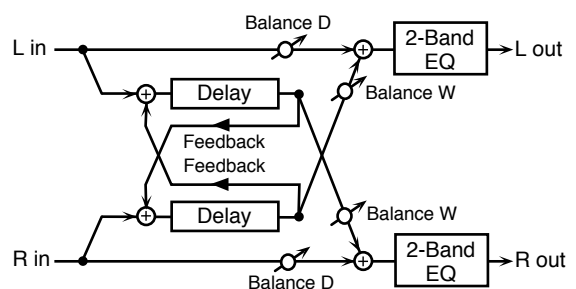 Balance D
L in
2-Band
EQ
L out
Delay
Balance W
Feedback
Feedback
Delay
Balance W
R in
2-Band
EQ
R out
Balance D